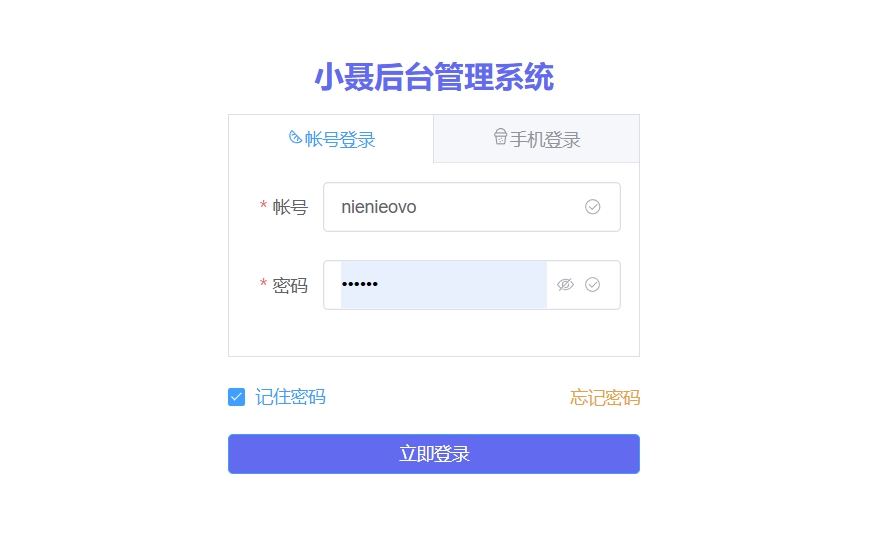 小聂后台管理系统
帐号登录 手机登录
* 帐号 nienieovo
* 密码 ••••••
记住密码 忘记密码
立即登录